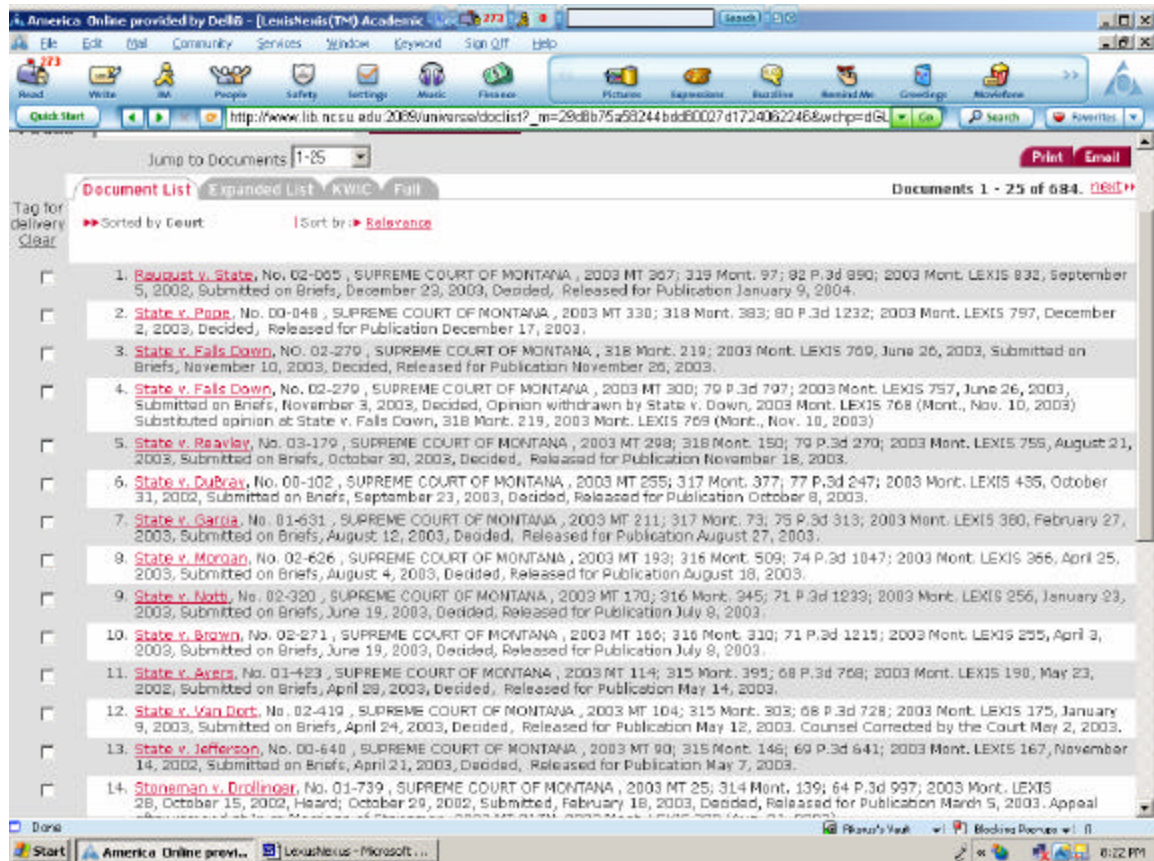 America Online provided by Dell® - [LexisNexis(TM) Academic - 273 0 Search
File Edit Mail Community Services Window Keyword Sign Off Help
273
Read Write IM People Safety Settings Music Finance Pictures Expressions Buzzline Remind Me Greetings Moviefone
Quick Start http://www.lib.ncsu.edu:2089/universe/doclist?_m=29d8b75a58244bdd80027d1724062246&wchp=dGL Go Search Favorites
Jump to Documents 1-25 Print Email
Document List Expanded List KWIC Full Documents 1 - 25 of 684. next
Tag for
delivery Sorted by Court | Sort by: Relevance
Clear
1. Raugust v. State, No. 02-065 , SUPREME COURT OF MONTANA , 2003 MT 367; 319 Mont. 97; 82 P.3d 890; 2003 Mont. LEXIS 832, September
5, 2002, Submitted on Briefs, December 23, 2003, Decided, Released for Publication January 9, 2004.
2. State v. Pope, No. 00-048 , SUPREME COURT OF MONTANA , 2003 MT 330; 318 Mont. 383; 80 P.3d 1232; 2003 Mont. LEXIS 797, December
2, 2003, Decided, Released for Publication December 17, 2003.
3. State v. Falls Down, NO. 02-279 , SUPREME COURT OF MONTANA , 318 Mont. 219; 2003 Mont. LEXIS 769, June 26, 2003, Submitted on
Briefs, November 10, 2003, Decided, Released for Publication November 26, 2003.
4. State v. Falls Down, No. 02-279 , SUPREME COURT OF MONTANA , 2003 MT 300; 79 P.3d 797; 2003 Mont. LEXIS 757, June 26, 2003,
Submitted on Briefs, November 3, 2003, Decided, Opinion withdrawn by State v. Down, 2003 Mont. LEXIS 768 (Mont., Nov. 10, 2003)
Substituted opinion at State v. Falls Down, 318 Mont. 219, 2003 Mont. LEXIS 769 (Mont., Nov. 10, 2003)
5. State v. Reavley, No. 03-179 , SUPREME COURT OF MONTANA , 2003 MT 298; 318 Mont. 150; 79 P.3d 270; 2003 Mont. LEXIS 755, August 21,
2003, Submitted on Briefs, October 30, 2003, Decided, Released for Publication November 18, 2003.
6. State v. DuBray, No. 00-102 , SUPREME COURT OF MONTANA , 2003 MT 255; 317 Mont. 377; 77 P.3d 247; 2003 Mont. LEXIS 435, October
31, 2002, Submitted on Briefs, September 23, 2003, Decided, Released for Publication October 8, 2003.
7. State v. Garcia, No. 01-631 , SUPREME COURT OF MONTANA , 2003 MT 211; 317 Mont. 73; 75 P.3d 313; 2003 Mont. LEXIS 380, February 27,
2003, Submitted on Briefs, August 12, 2003, Decided, Released for Publication August 27, 2003.
8. State v. Morgan, No. 02-626 , SUPREME COURT OF MONTANA , 2003 MT 193; 316 Mont. 509; 74 P.3d 1047; 2003 Mont. LEXIS 366, April 25,
2003, Submitted on Briefs, August 4, 2003, Decided, Released for Publication August 18, 2003.
9. State v. Notti, No. 02-320 , SUPREME COURT OF MONTANA , 2003 MT 170; 316 Mont. 345; 71 P.3d 1233; 2003 Mont. LEXIS 256, January 23,
2003, Submitted on Briefs, June 19, 2003, Decided, Released for Publication July 8, 2003.
10. State v. Brown, No. 02-271 , SUPREME COURT OF MONTANA , 2003 MT 166; 316 Mont. 310; 71 P.3d 1215; 2003 Mont. LEXIS 255, April 3,
2003, Submitted on Briefs, June 19, 2003, Decided, Released for Publication July 8, 2003.
11. State v. Ayers, No. 01-423 , SUPREME COURT OF MONTANA , 2003 MT 114; 315 Mont. 395; 68 P.3d 768; 2003 Mont. LEXIS 190, May 23,
2002, Submitted on Briefs, April 28, 2003, Decided, Released for Publication May 14, 2003.
12. State v. Van Dort, No. 02-419 , SUPREME COURT OF MONTANA , 2003 MT 104; 315 Mont. 303; 68 P.3d 728; 2003 Mont. LEXIS 175, January
9, 2003, Submitted on Briefs, April 24, 2003, Decided, Released for Publication May 12, 2003. Counsel Corrected by the Court May 2, 2003.
13. State v. Jefferson, No. 00-640 , SUPREME COURT OF MONTANA , 2003 MT 90; 315 Mont. 146; 69 P.3d 641; 2003 Mont. LEXIS 167, November
14, 2002, Submitted on Briefs, April 21, 2003, Decided, Released for Publication May 7, 2003.
14. Stoneman v. Drollinger, No. 01-739 , SUPREME COURT OF MONTANA , 2003 MT 25; 314 Mont. 139; 64 P.3d 997; 2003 Mont. LEXIS
28, October 15, 2002, Heard; October 29, 2002, Submitted, February 18, 2003, Decided, Released for Publication March 5, 2003. Appeal
Done Vault Blocking Popups
Start America Online provi... LexusNexus - Microsoft ... 8:22 PM